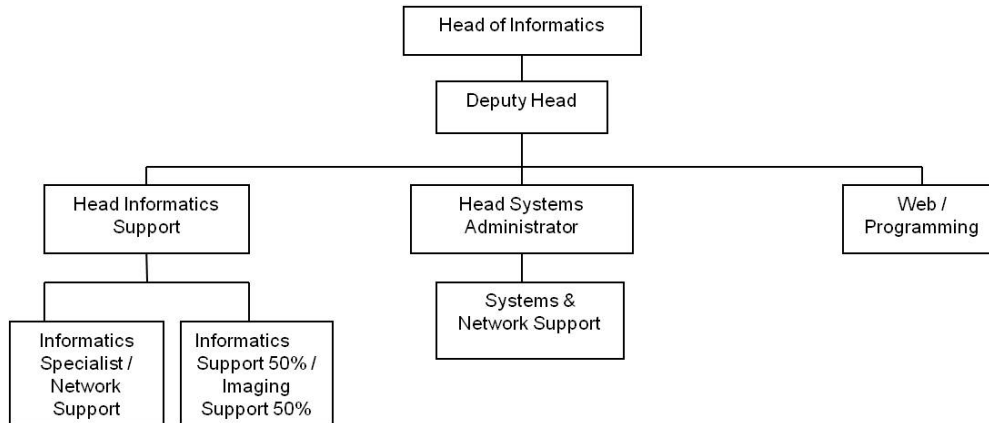 Head of Informatics
Deputy Head
Head Informatics
Support
Head Systems
Administrator
Web /
Programming
Systems &
Network Support
Informatics
Specialist /
Network
Support
Informatics
Support 50% /
Imaging
Support 50%